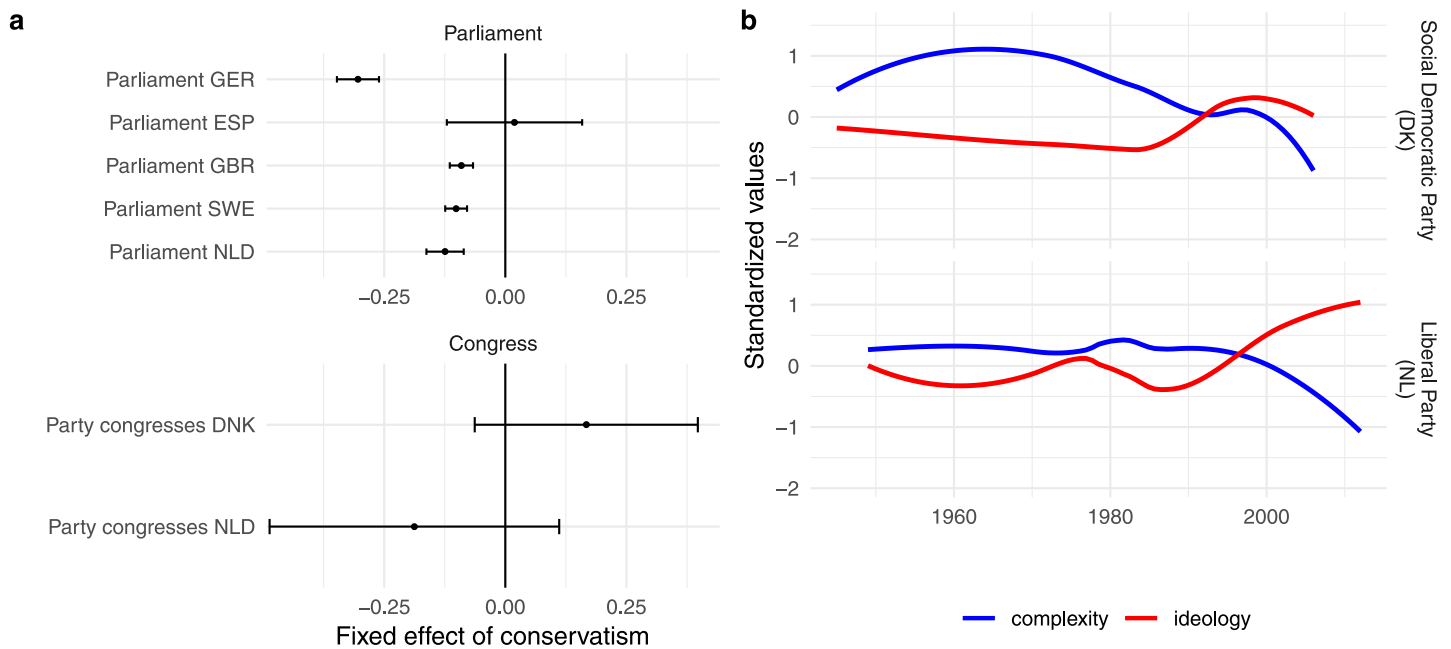 a
Parliament
Parliament GER
Parliament ESP
Parliament GBR
Parliament SWE
Parliament NLD
−0.25 0.00 0.25
Congress
Party congresses DNK
Party congresses NLD
−0.25 0.00 0.25
Fixed effect of conservatism
b
Standardized values
1
0
−1
−2
Social Democratic Party
(DK)
1
0
−1
−2
Liberal Party
(NL)
1960 1980 2000
complexity ideology